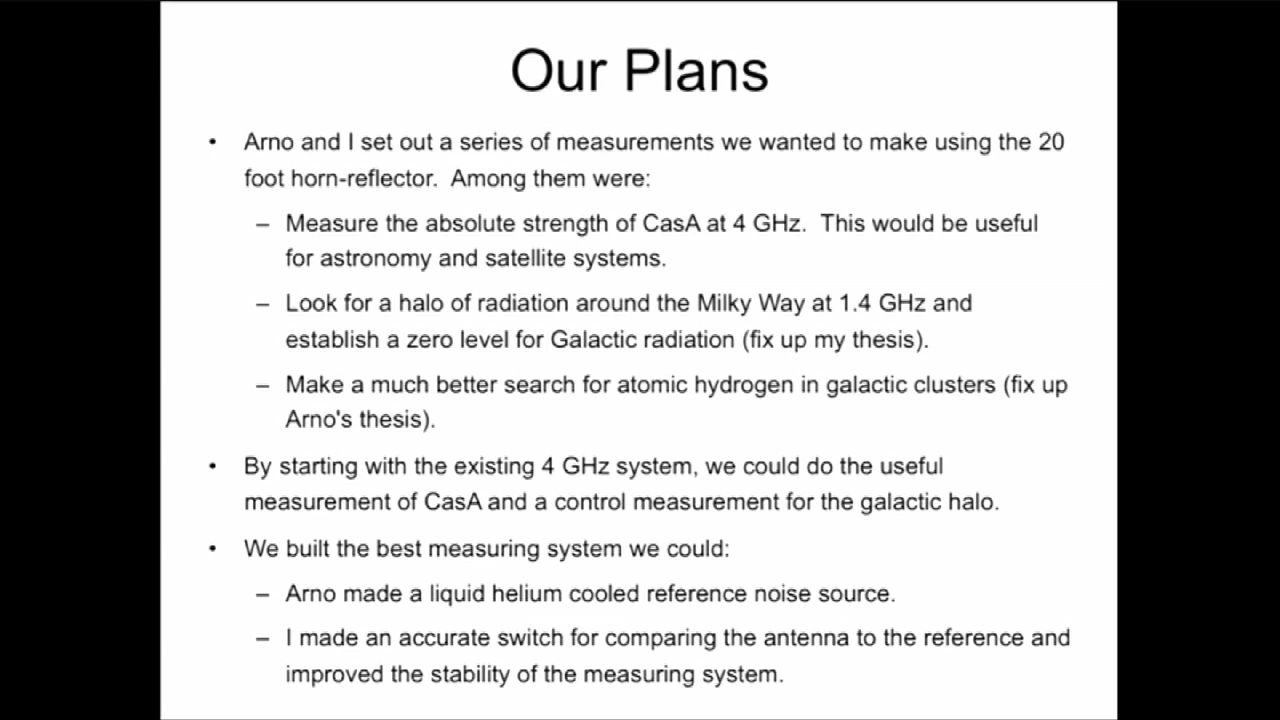 Our Plans
• Arno and I set out a series of measurements we wanted to make using the 20
foot horn-reflector.  Among them were:
– Measure the absolute strength of CasA at 4 GHz.  This would be useful
for astronomy and satellite systems.
– Look for a halo of radiation around the Milky Way at 1.4 GHz and
establish a zero level for Galactic radiation (fix up my thesis).
– Make a much better search for atomic hydrogen in galactic clusters (fix up
Arno's thesis).
• By starting with the existing 4 GHz system, we could do the useful
measurement of CasA and a control measurement for the galactic halo.
• We built the best measuring system we could:
– Arno made a liquid helium cooled reference noise source.
– I made an accurate switch for comparing the antenna to the reference and
improved the stability of the measuring system.